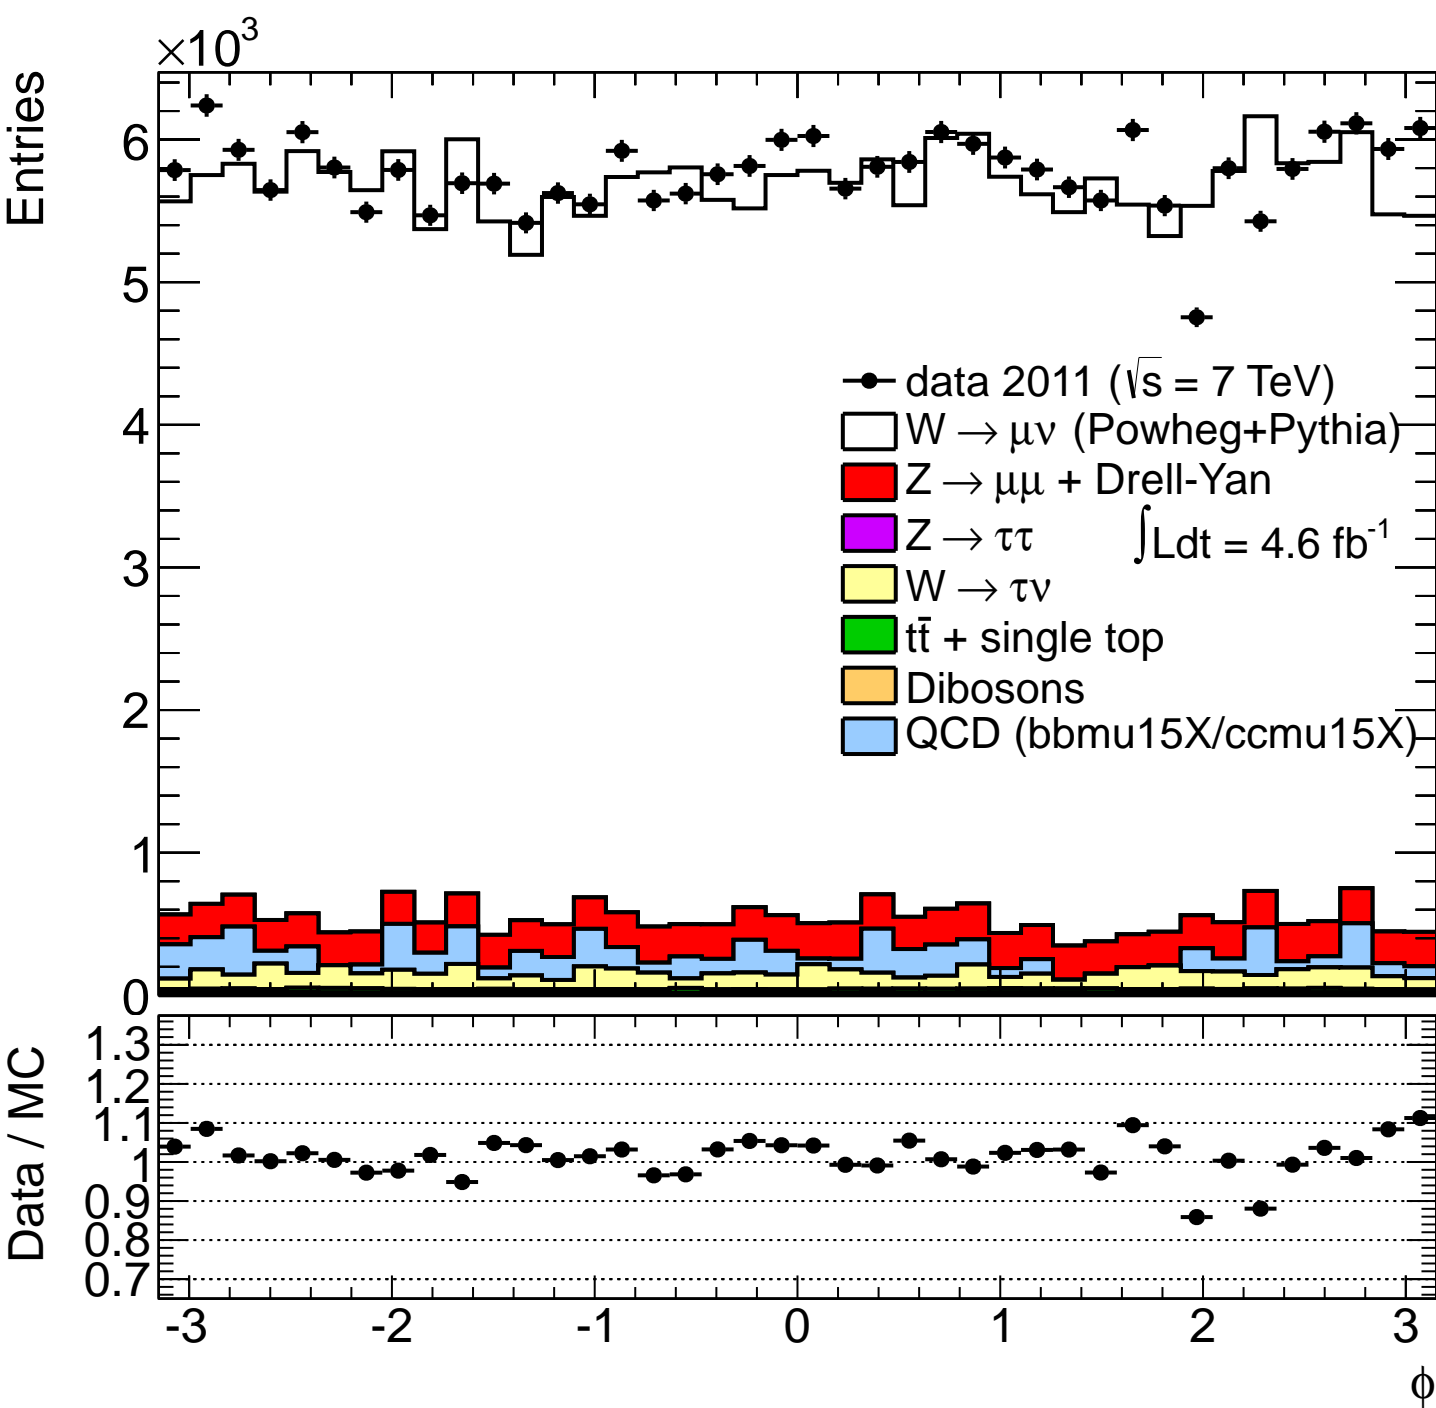 ×10³
Entries
6
5
4
3
2
1
0
data 2011 (√s = 7 TeV)
W → μν (Powheg+Pythia)
Z → μμ + Drell-Yan
Z → ττ
∫Ldt = 4.6 fb⁻¹
W → τν
tt̄ + single top
Dibosons
QCD (bbmu15X/ccmu15X)
Data / MC
1.3
1.2
1.1
1
0.9
0.8
0.7
-3 -2 -1 0 1 2 3
ϕ